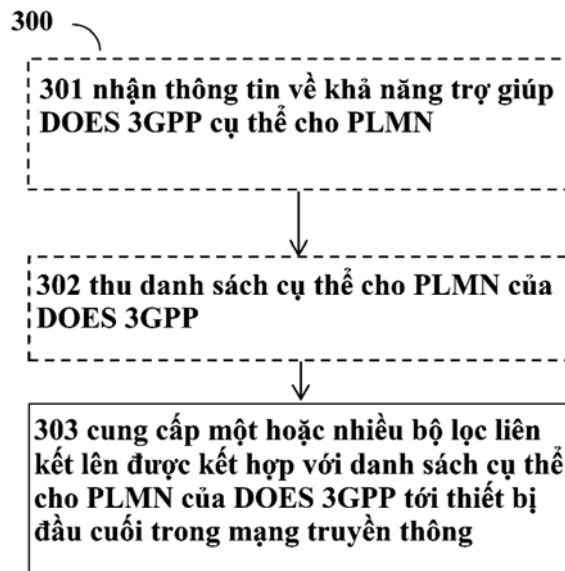 300
301 nhận thông tin về khả năng trợ giúp
DOES 3GPP cụ thể cho PLMN
302 thu danh sách cụ thể cho PLMN của
DOES 3GPP
303 cung cấp một hoặc nhiều bộ lọc liên
kết lên được kết hợp với danh sách cụ thể
cho PLMN của DOES 3GPP tới thiết bị
đầu cuối trong mạng truyền thông